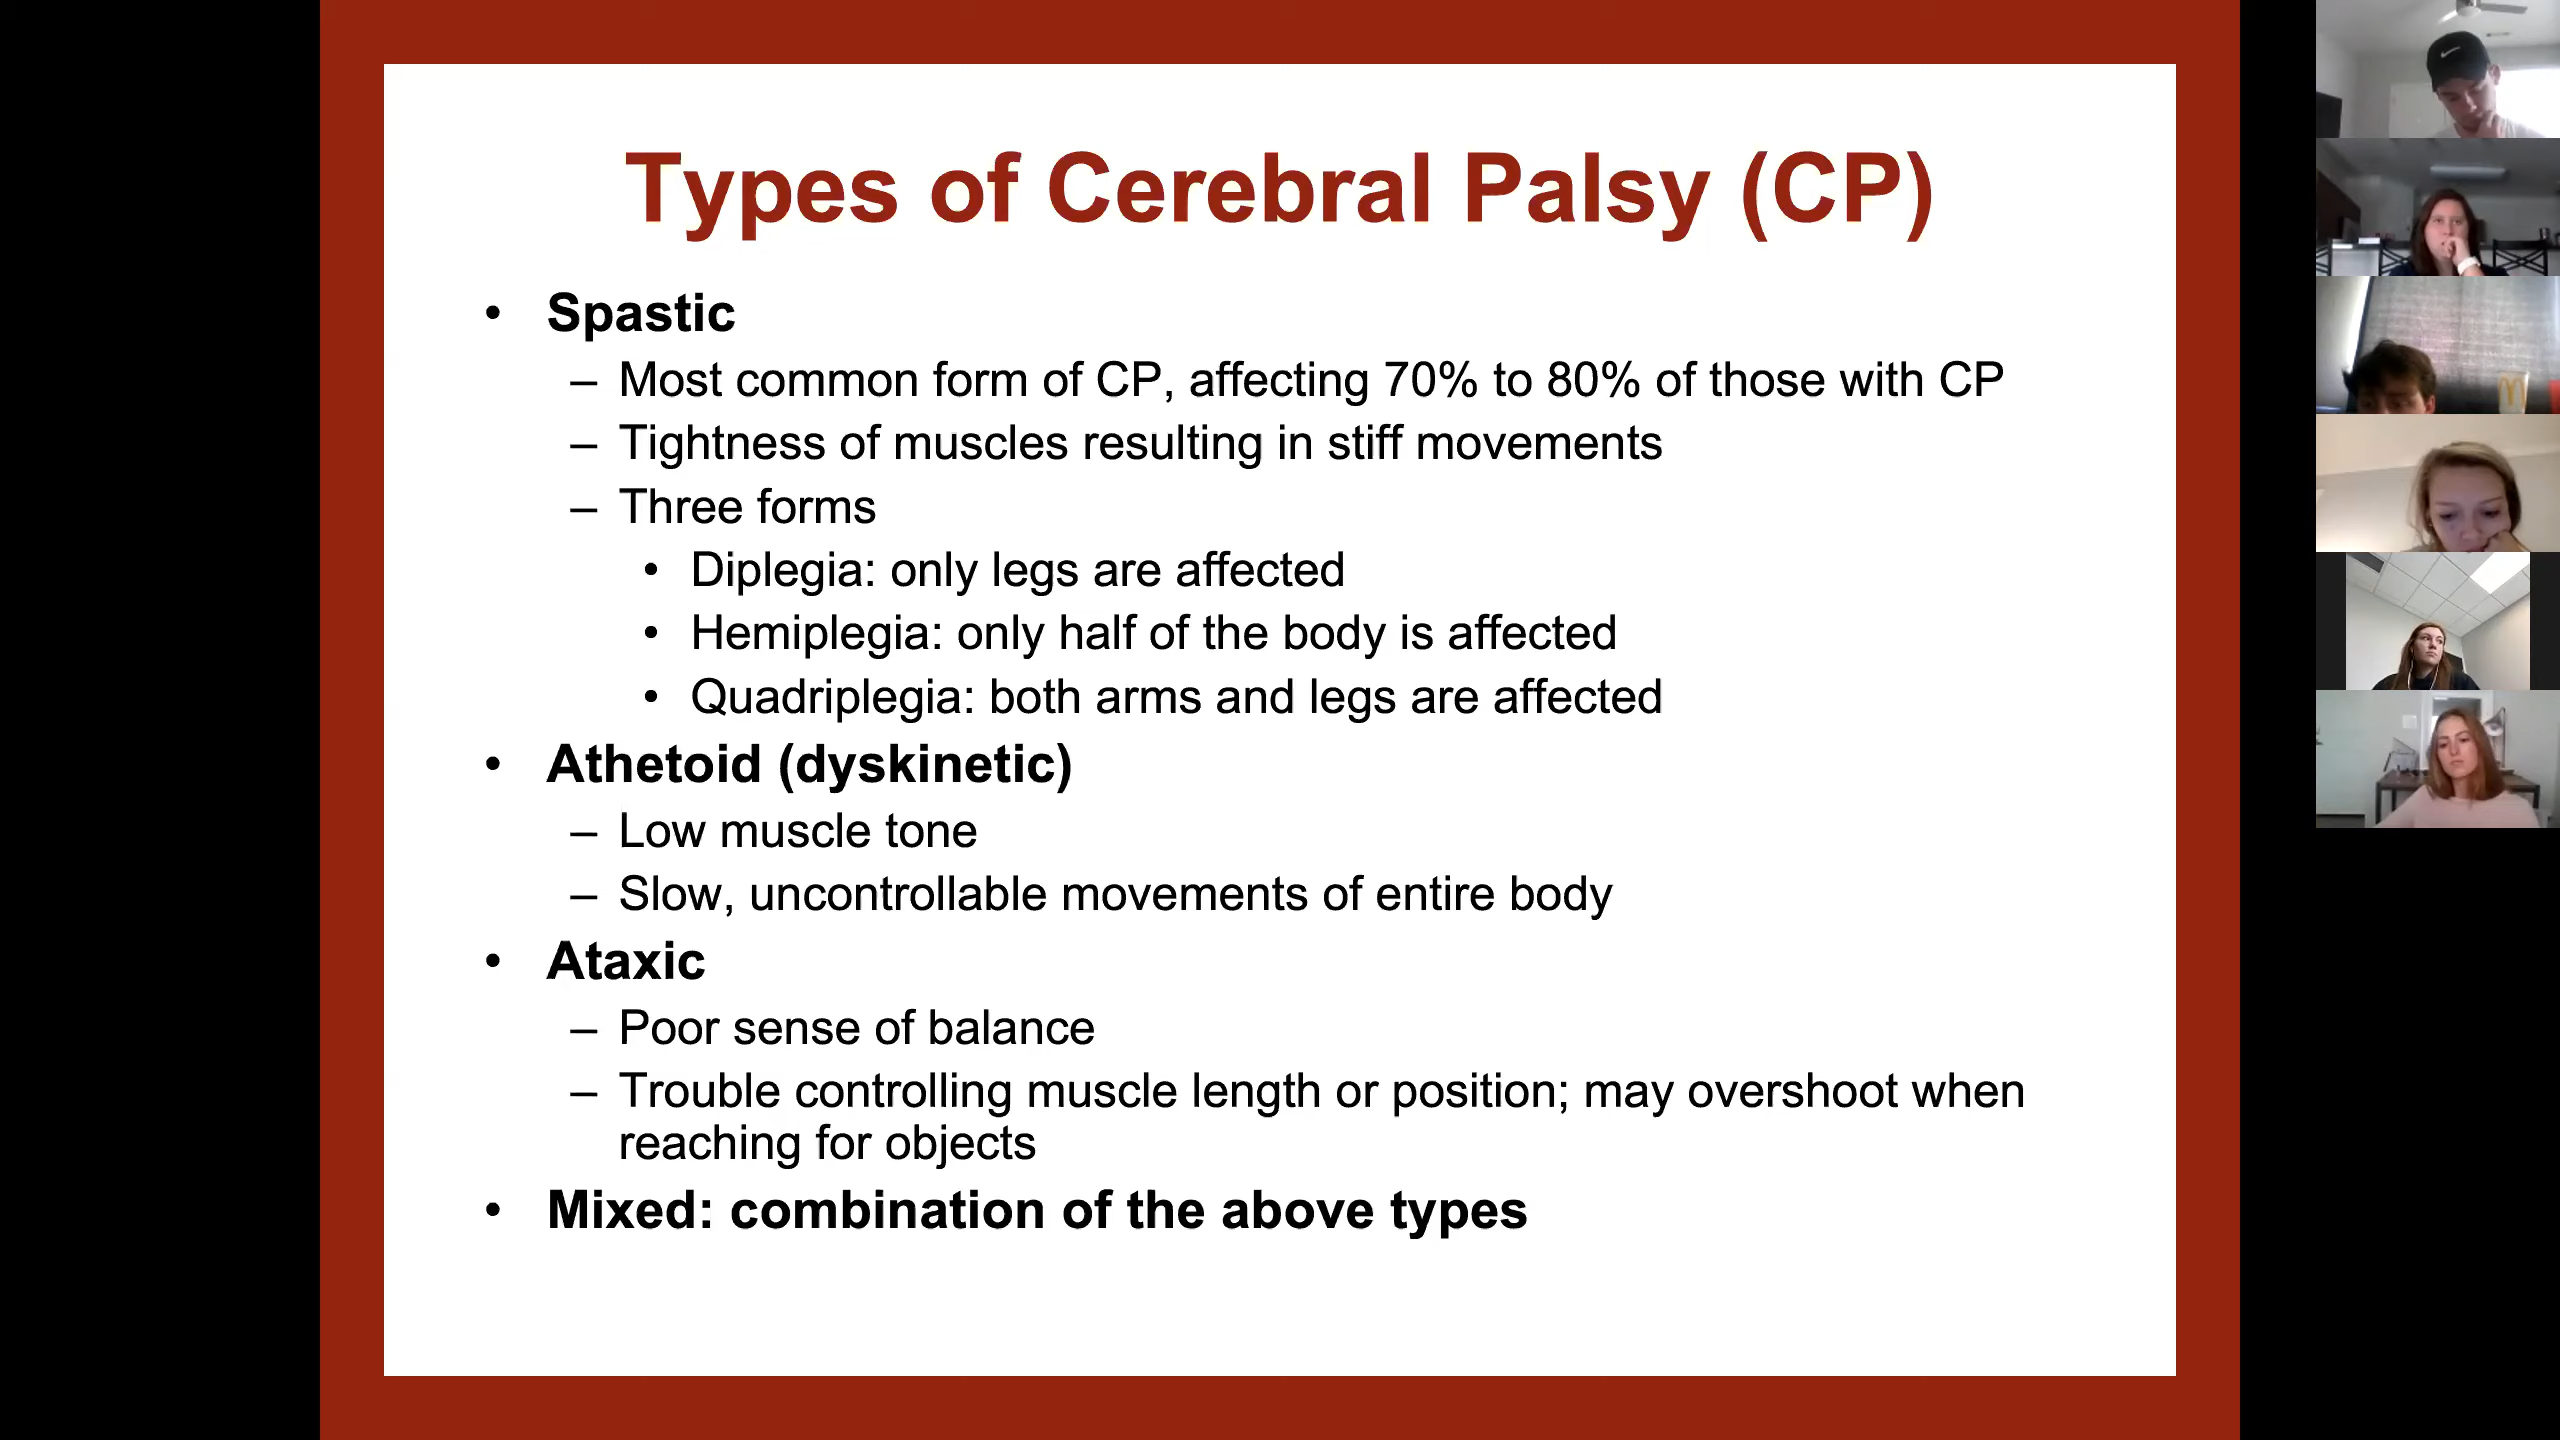 Types of Cerebral Palsy (CP)
• Spastic
– Most common form of CP, affecting 70% to 80% of those with CP
– Tightness of muscles resulting in stiff movements
– Three forms
• Diplegia: only legs are affected
• Hemiplegia: only half of the body is affected
• Quadriplegia: both arms and legs are affected
• Athetoid (dyskinetic)
– Low muscle tone
– Slow, uncontrollable movements of entire body
• Ataxic
– Poor sense of balance
– Trouble controlling muscle length or position; may overshoot when
reaching for objects
• Mixed: combination of the above types